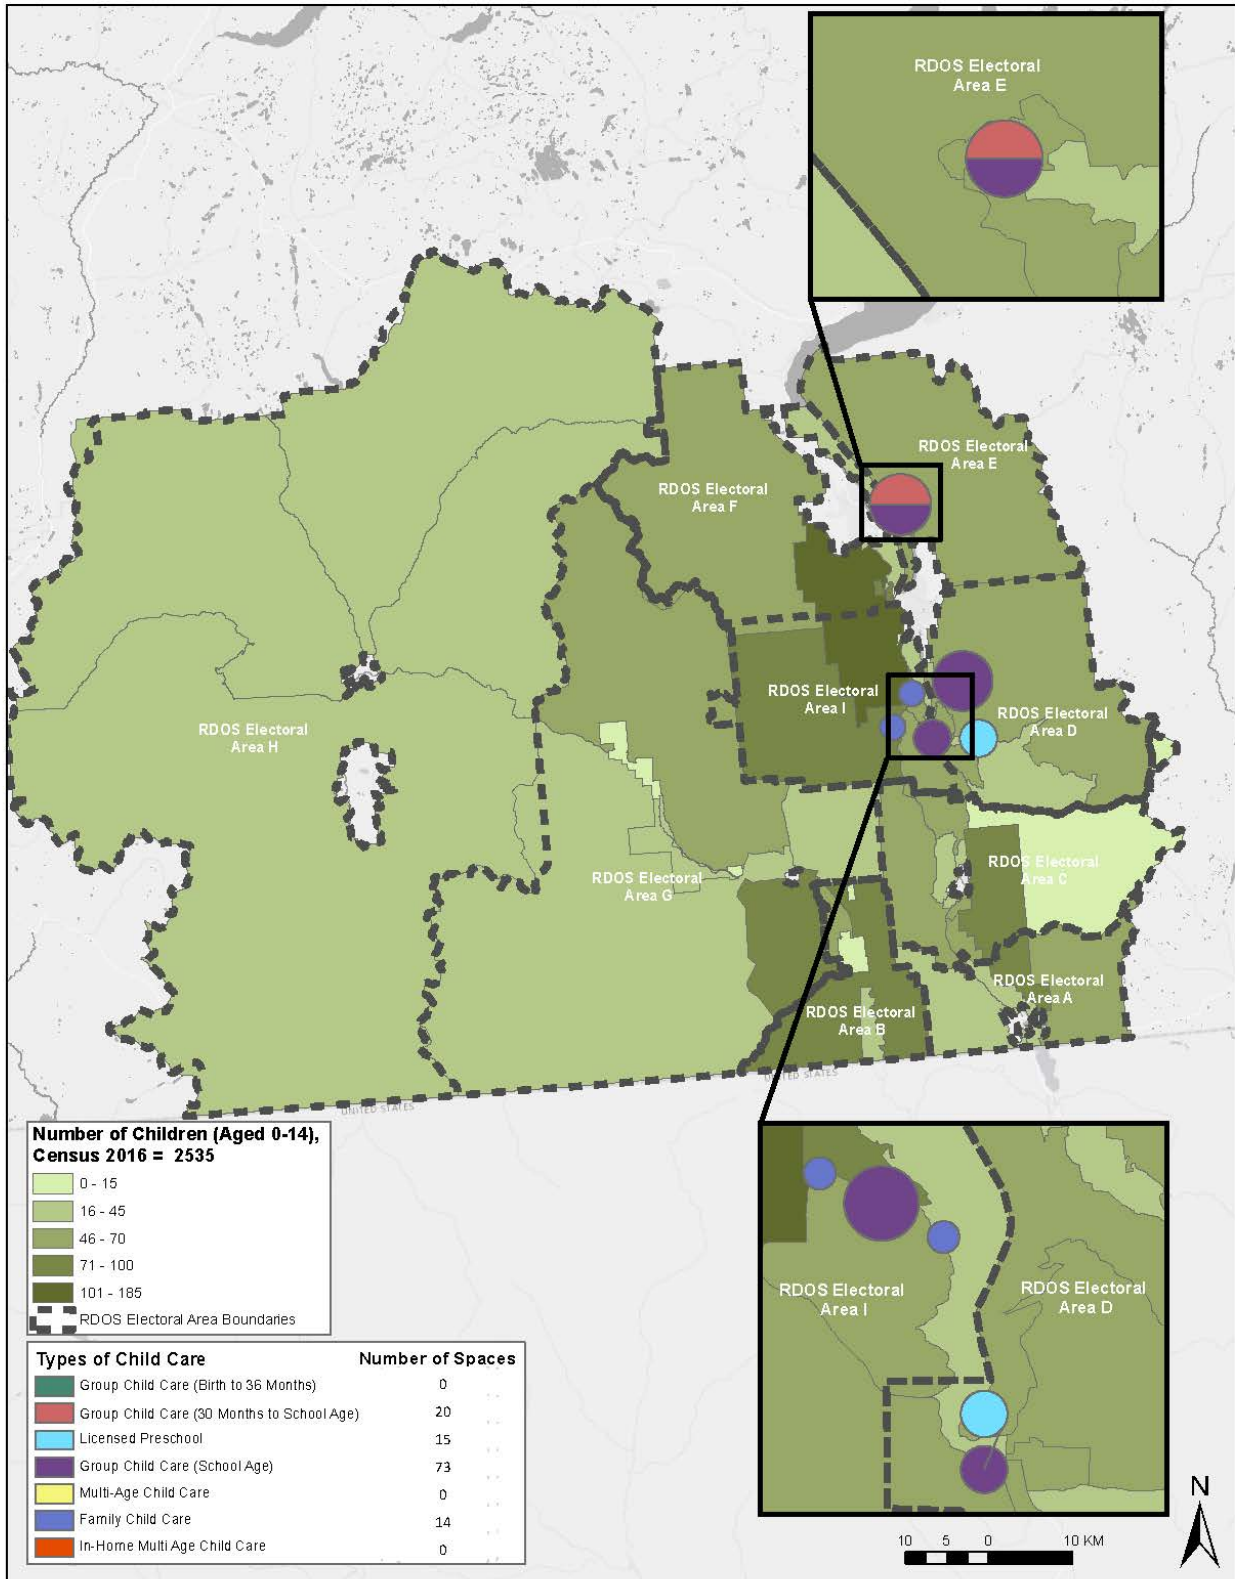 RDOS Electoral
Area E
RDOS Electoral
Area E
RDOS Electoral
Area F
RDOS Electoral
Area I
RDOS Electoral
Area D
RDOS Electoral
Area H
RDOS Electoral
Area C
RDOS Electoral
Area G
RDOS Electoral
Area A
RDOS Electoral
Area B
UNITED STATES
UNITED STATES
Number of Children (Aged 0-14),
Census 2016 = 2535
0 - 15
16 - 45
46 - 70
71 - 100
101 - 185
RDOS Electoral Area Boundaries
Types of Child Care Number of Spaces
Group Child Care (Birth to 36 Months) 0
Group Child Care (30 Months to School Age) 20
Licensed Preschool 15
Group Child Care (School Age) 73
Multi-Age Child Care 0
Family Child Care 14
In-Home Multi Age Child Care 0
RDOS Electoral
Area I
RDOS Electoral
Area D
N
10 5 0 10 KM